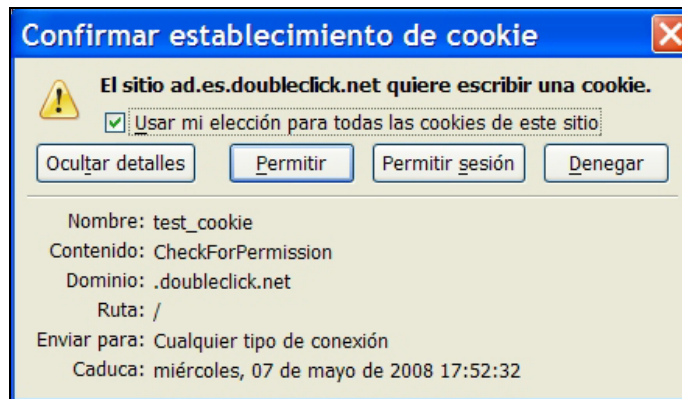 Confirmar establecimiento de cookie
El sitio ad.es.doubleclick.net quiere escribir una cookie.
Usar mi elección para todas las cookies de este sitio
Ocultar detalles Permitir Permitir sesión Denegar
Nombre: test_cookie
Contenido: CheckForPermission
Dominio: .doubleclick.net
Ruta: /
Enviar para: Cualquier tipo de conexión
Caduca: miércoles, 07 de mayo de 2008 17:52:32